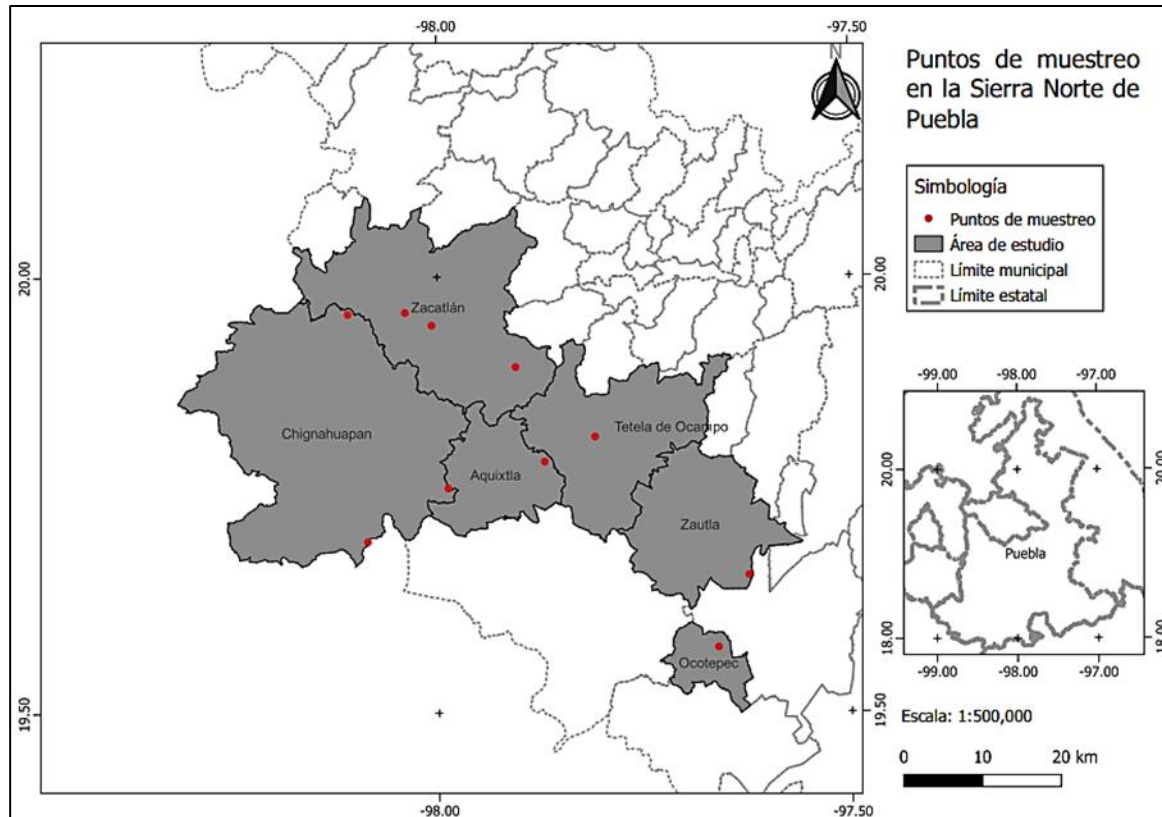 -98.00
-97.50
N
Puntos de muestreo
en la Sierra Norte de
Puebla
Simbología
Puntos de muestreo
Área de estudio
Límite municipal
Límite estatal
20.00
20.00
Zacatlán
Chignahuapan
Tetela de Ocampo
Aquixtla
Zautla
Ocotepec
19.50
19.50
-98.00
-97.50
-99.00
-98.00
-97.00
20.00
20.00
Puebla
18.00
18.00
-99.00
-98.00
-97.00
Escala: 1:500,000
0
10
20 km